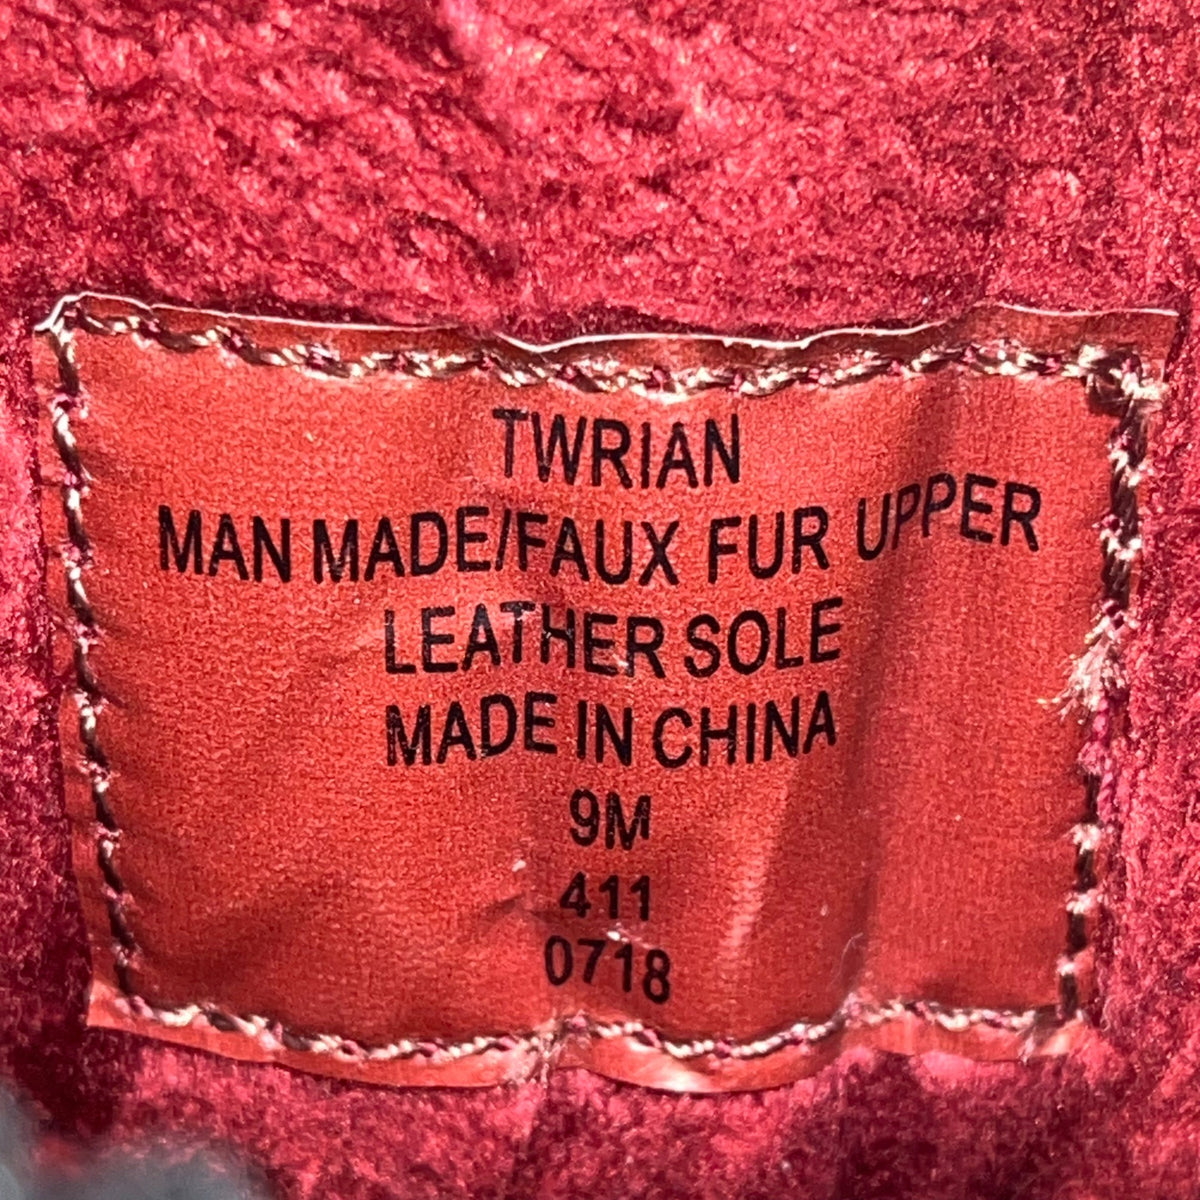 TWRIAN
MAN MADE/FAUX FUR UPPER
LEATHER SOLE
MADE IN CHINA
9M
411
0718